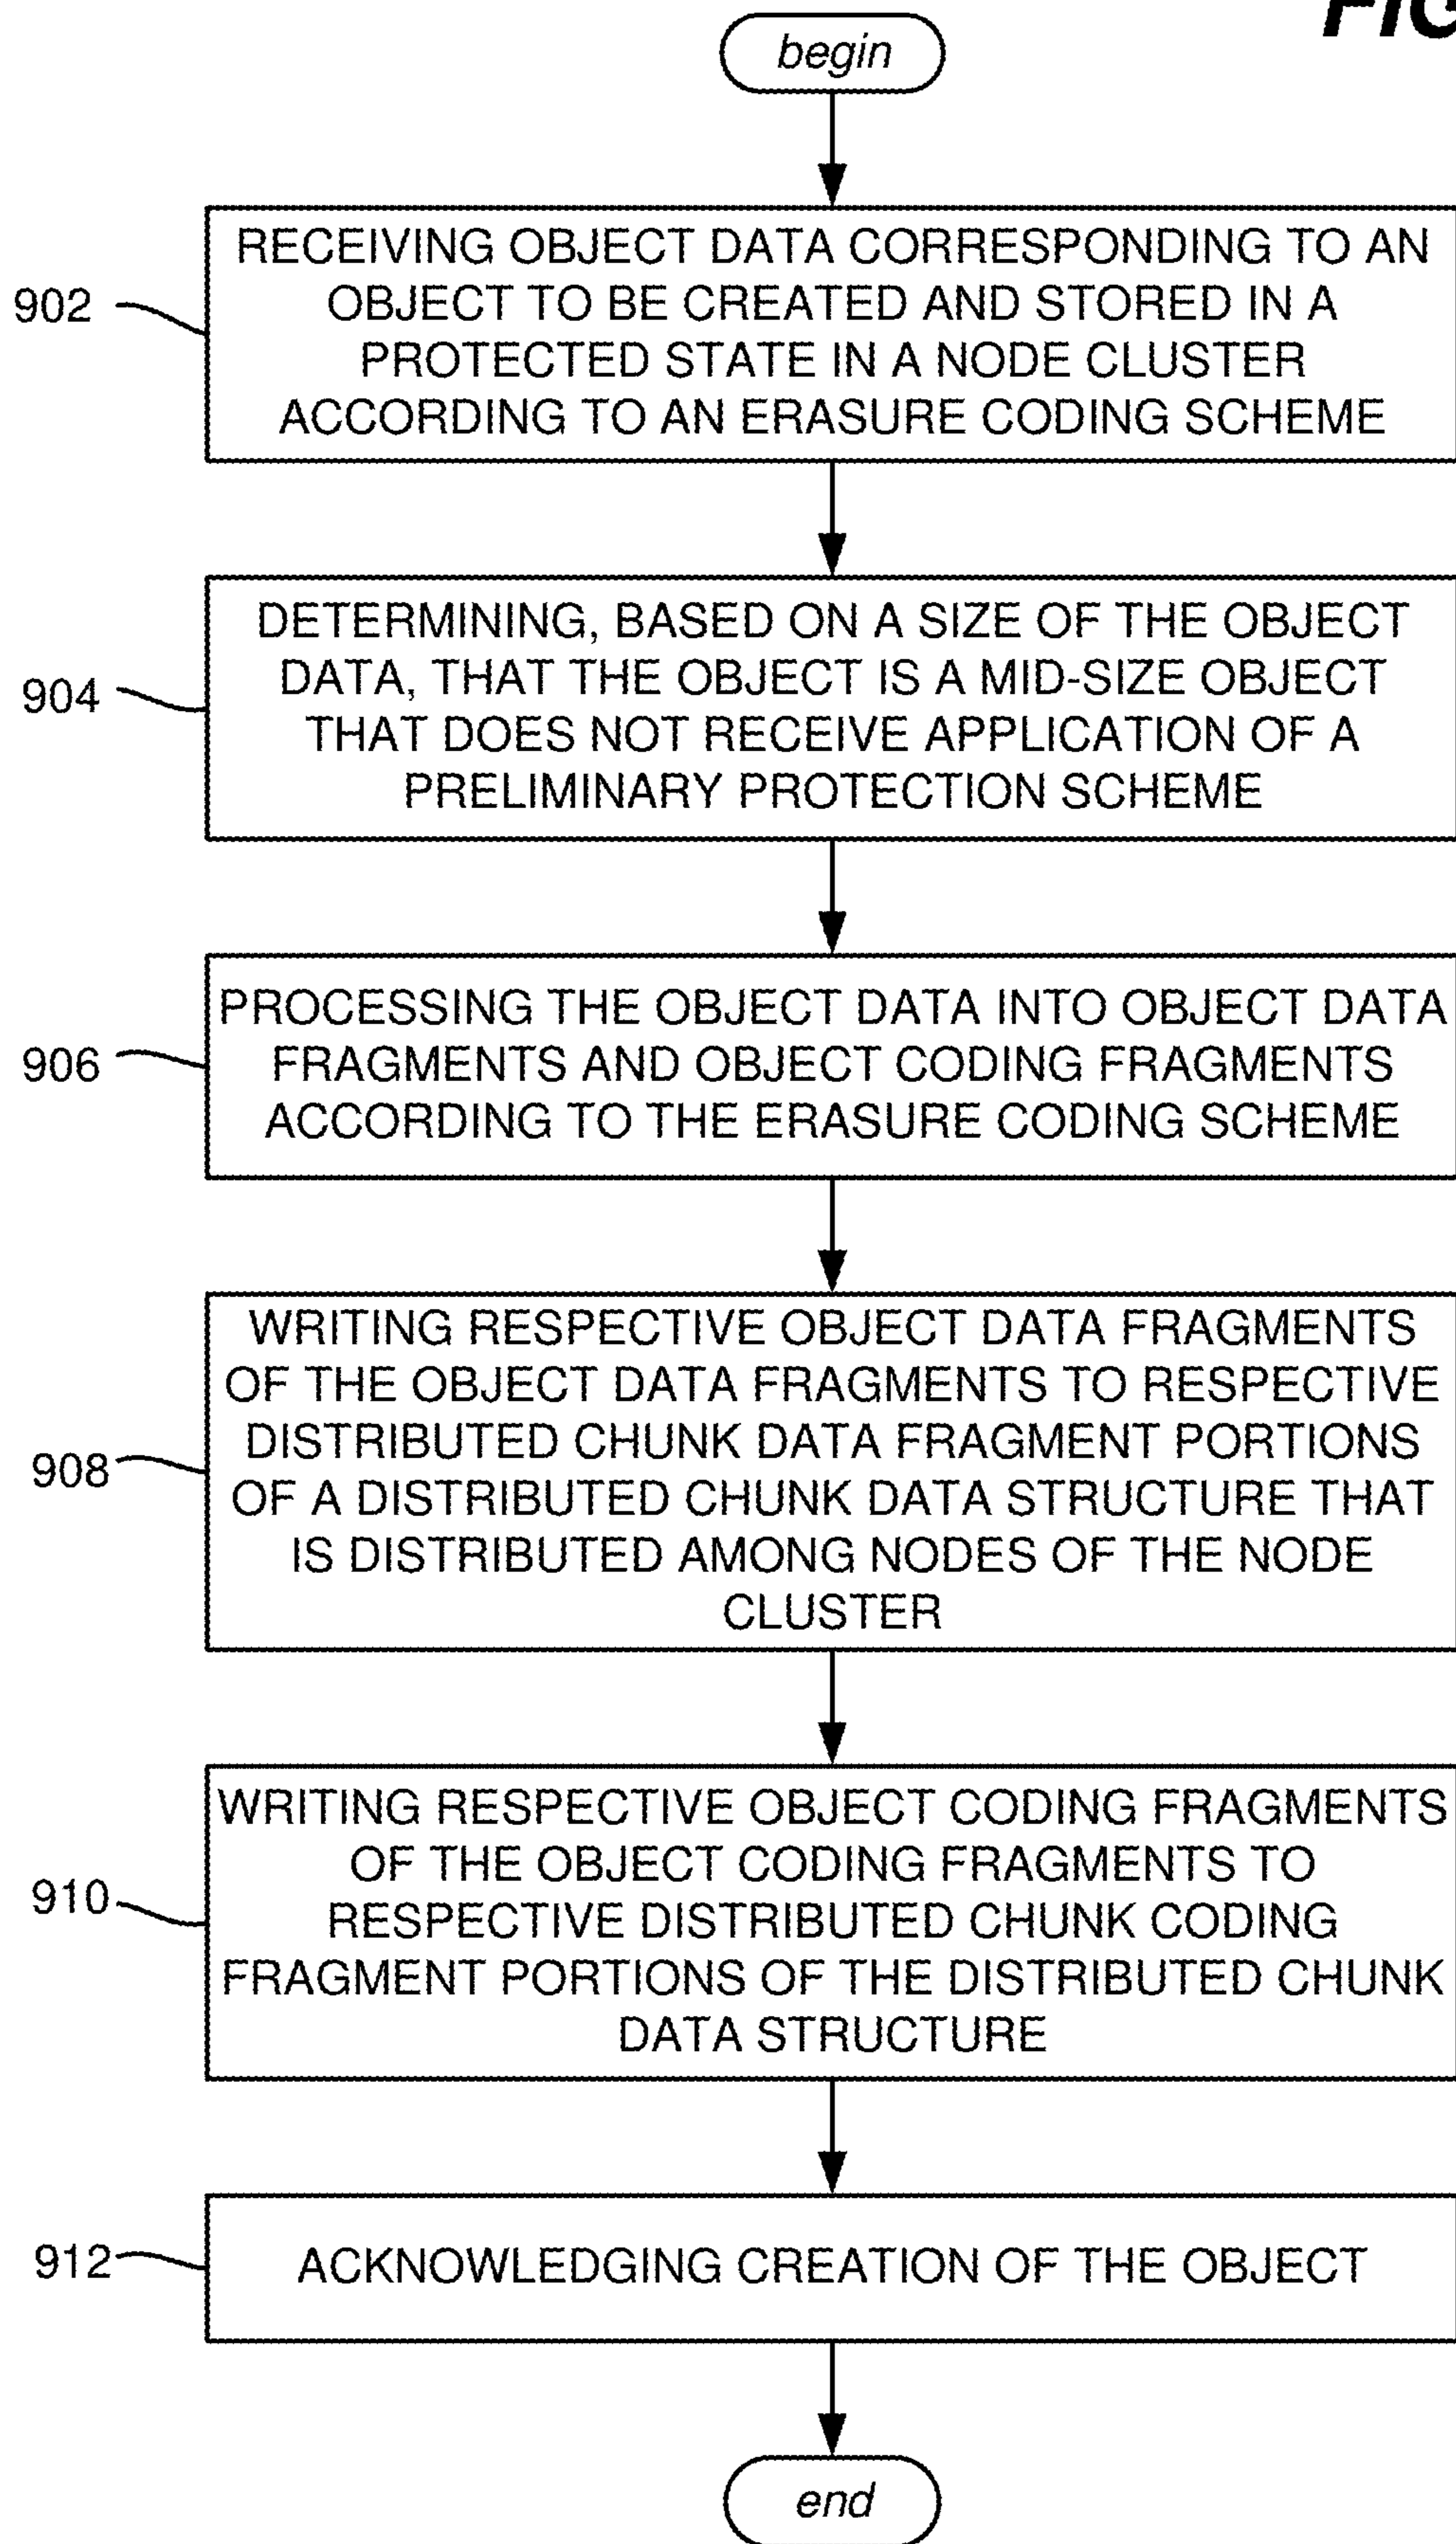 FIG
begin
RECEIVING OBJECT DATA CORRESPONDING TO AN
OBJECT TO BE CREATED AND STORED IN A
PROTECTED STATE IN A NODE CLUSTER
ACCORDING TO AN ERASURE CODING SCHEME
902
DETERMINING, BASED ON A SIZE OF THE OBJECT
DATA, THAT THE OBJECT IS A MID-SIZE OBJECT
THAT DOES NOT RECEIVE APPLICATION OF A
PRELIMINARY PROTECTION SCHEME
904
PROCESSING THE OBJECT DATA INTO OBJECT DATA
FRAGMENTS AND OBJECT CODING FRAGMENTS
ACCORDING TO THE ERASURE CODING SCHEME
906
WRITING RESPECTIVE OBJECT DATA FRAGMENTS
OF THE OBJECT DATA FRAGMENTS TO RESPECTIVE
DISTRIBUTED CHUNK DATA FRAGMENT PORTIONS
OF A DISTRIBUTED CHUNK DATA STRUCTURE THAT
IS DISTRIBUTED AMONG NODES OF THE NODE
CLUSTER
908
WRITING RESPECTIVE OBJECT CODING FRAGMENTS
OF THE OBJECT CODING FRAGMENTS TO
RESPECTIVE DISTRIBUTED CHUNK CODING
FRAGMENT PORTIONS OF THE DISTRIBUTED CHUNK
DATA STRUCTURE
910
ACKNOWLEDGING CREATION OF THE OBJECT
912
end